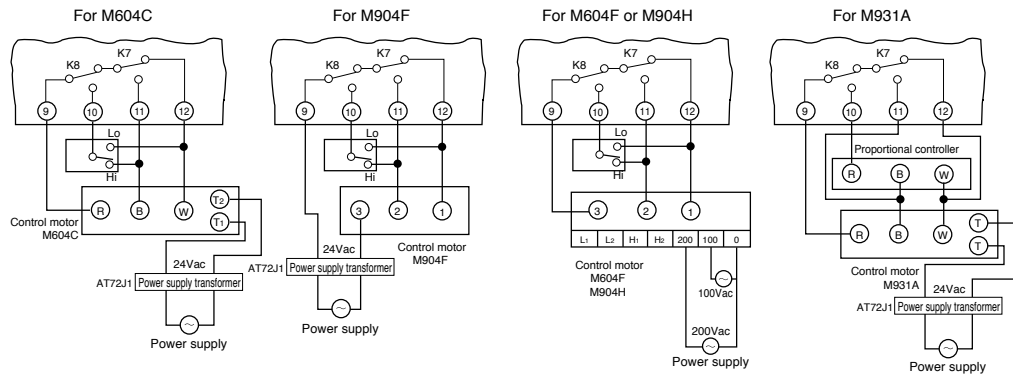 For M604C
K7
K8
9
10
11
12
Lo
Hi
R
B
W
T2
T1
Control motor
M604C
24Vac
AT72J1
Power supply transformer
Power supply
For M904F
K7
K8
9
10
11
12
Lo
Hi
3
2
1
Control motor
M904F
24Vac
AT72J1
Power supply transformer
Power supply
For M604F or M904H
K7
K8
9
10
11
12
Lo
Hi
3
2
1
L1 L2 H1 H2 200 100 0
Control motor
M604F
M904H
100Vac
200Vac
Power supply
For M931A
K7
K8
9
10
11
12
Proportional controller
R
B
W
R
B
W
T
T
Control motor
M931A
24Vac
AT72J1
Power supply transformer
Power supply